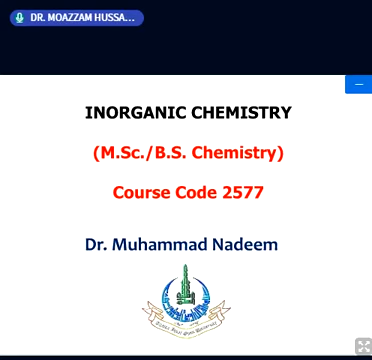 DR. MOAZZAM HUSSA...
INORGANIC CHEMISTRY
(M.Sc./B.S. Chemistry)
Course Code 2577
Dr. Muhammad Nadeem